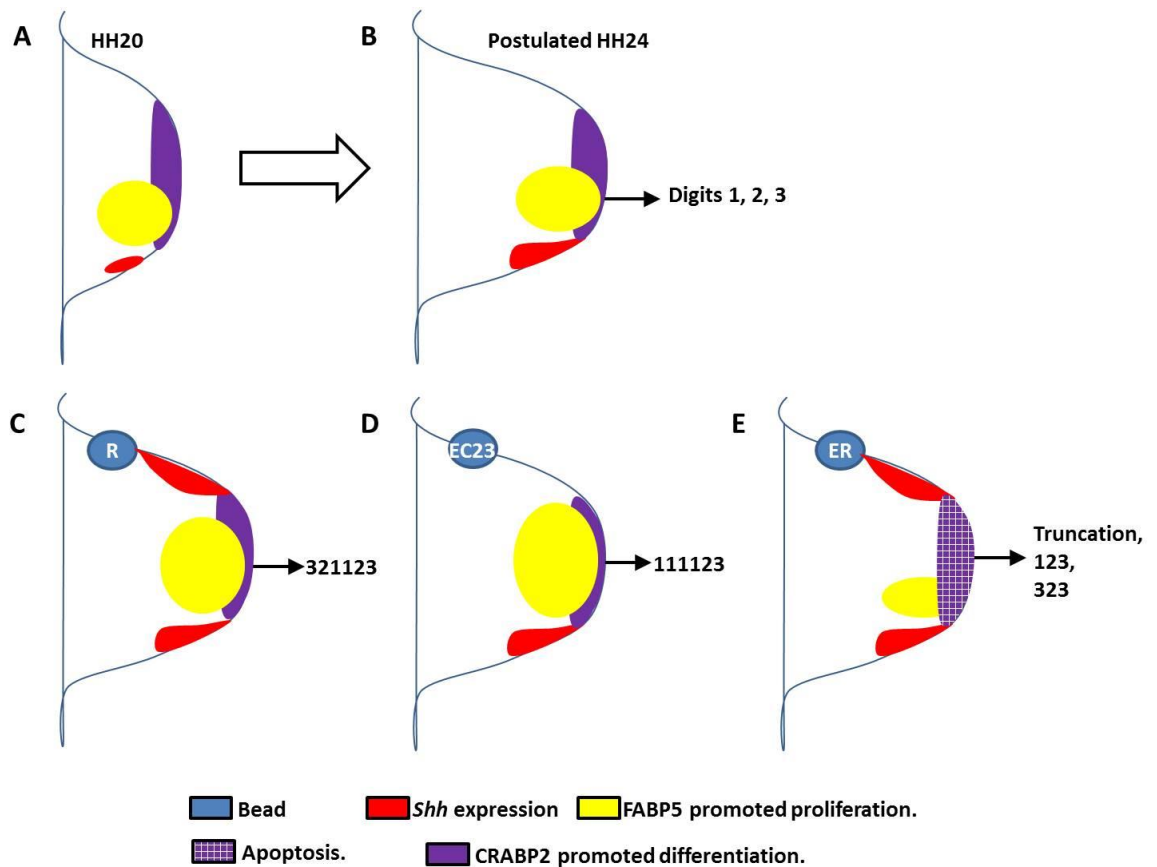 A
HH20
B
Postulated HH24
Digits 1, 2, 3
C
R
321123
D
EC23
111123
E
ER
Truncation,
123,
323
Bead
Shh expression
FABP5 promoted proliferation.
Apoptosis.
CRABP2 promoted differentiation.